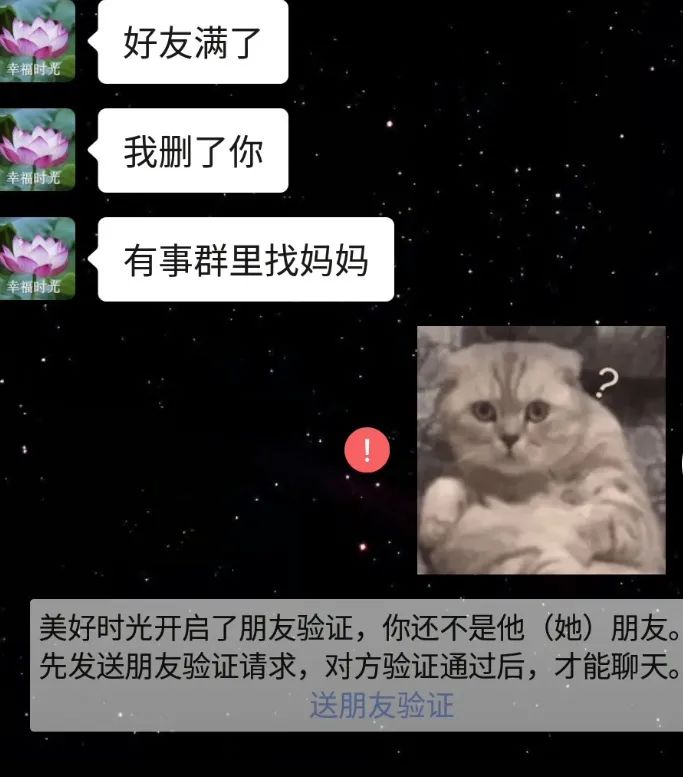 幸福时光
好友满了
幸福时光
我删了你
幸福时光
有事群里找妈妈
?
!
美好时光开启了朋友验证，你还不是他（她）朋友。
先发送朋友验证请求，对方验证通过后，才能聊天。
送朋友验证